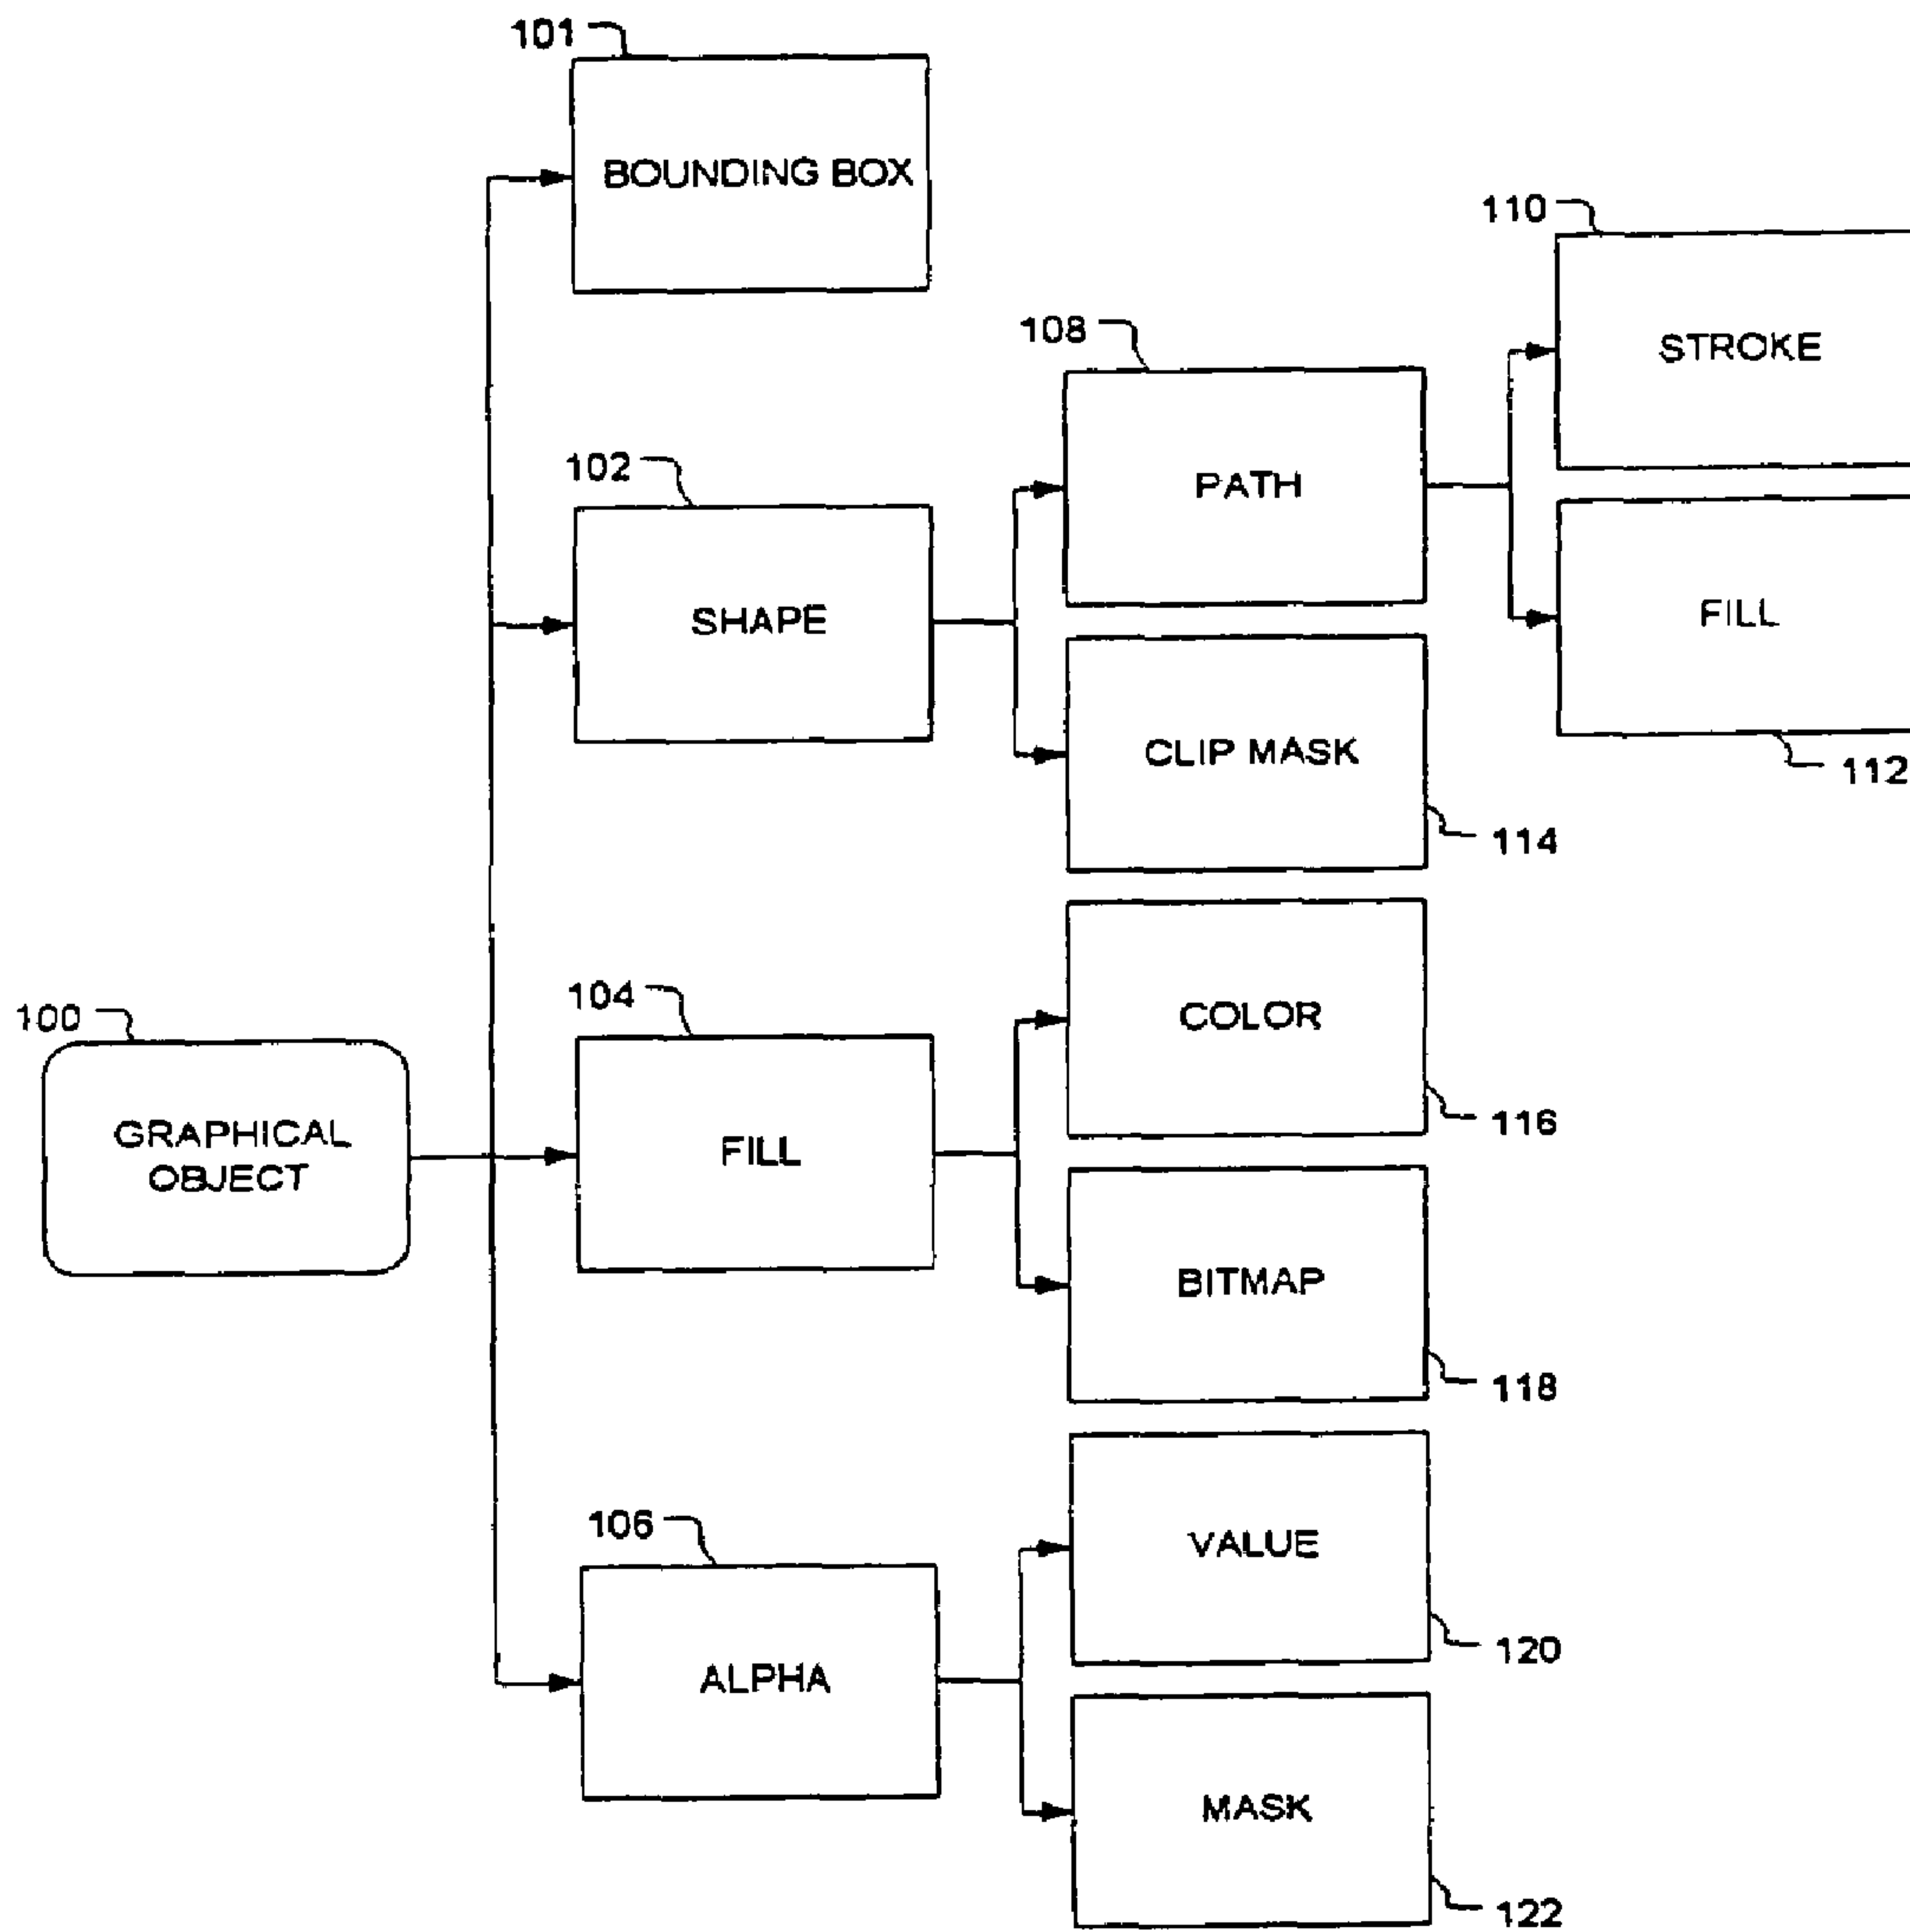 101
BOUNDING BOX
110
STROKE
108
PATH
102
SHAPE
FILL
112
CLIP MASK
114
104
COLOR
116
100
GRAPHICAL
OBJECT
FILL
BITMAP
118
106
VALUE
120
ALPHA
MASK
122